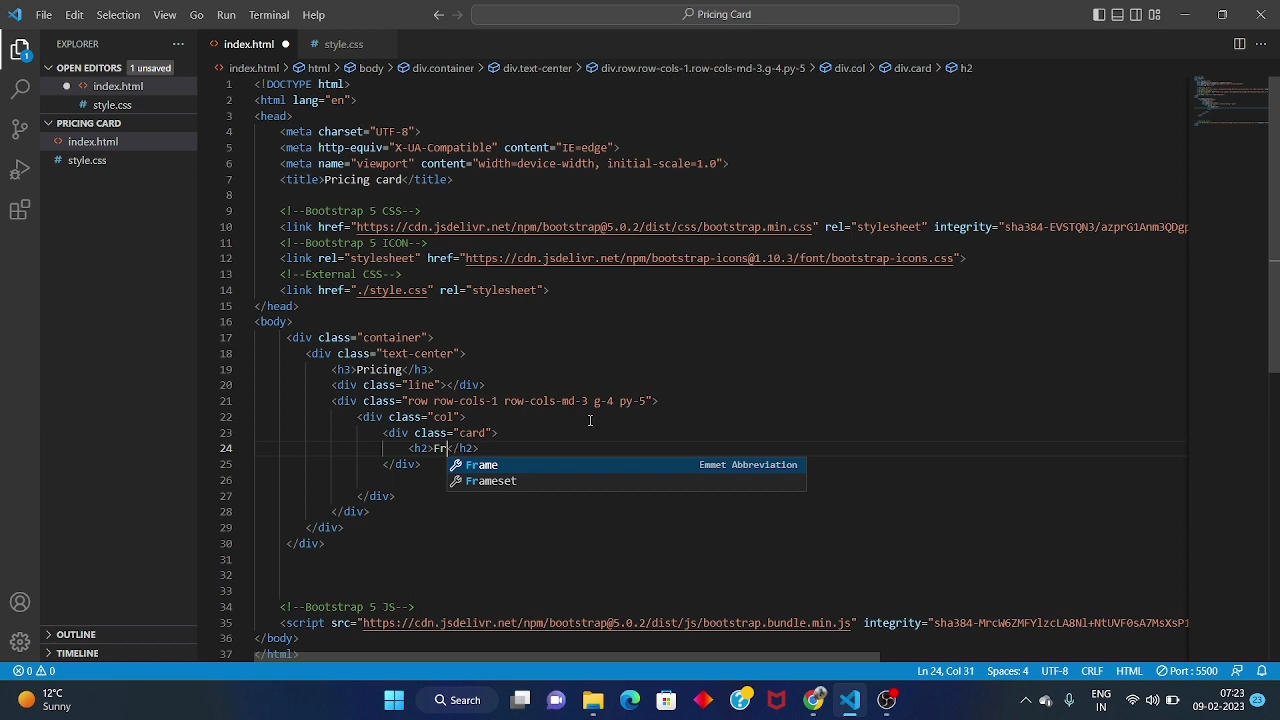 File Edit Selection View Go Run Terminal Help
Pricing Card
EXPLORER
OPEN EDITORS 1 unsaved
index.html
style.css
PRICING CARD
index.html
style.css
OUTLINE
TIMELINE
index.html
style.css
index.html > html > body > div.container > div.text-center > div.row.row-cols-1.row-cols-md-3.g-4.py-5 > div.col > div.card > h2
1 <!DOCTYPE html>
2 <html lang="en">
3 <head>
4 <meta charset="UTF-8">
5 <meta http-equiv="X-UA-Compatible" content="IE=edge">
6 <meta name="viewport" content="width=device-width, initial-scale=1.0">
7 <title>Pricing card</title>
8
9 <!--Bootstrap 5 CSS-->
10 <link href="https://cdn.jsdelivr.net/npm/bootstrap@5.0.2/dist/css/bootstrap.min.css" rel="stylesheet" integrity="sha384-EVSTQN3/azprG1Anm3QDgp
11 <!--Bootstrap 5 ICON-->
12 <link rel="stylesheet" href="https://cdn.jsdelivr.net/npm/bootstrap-icons@1.10.3/font/bootstrap-icons.css">
13 <!--External CSS-->
14 <link href="./style.css" rel="stylesheet">
15 </head>
16 <body>
17 <div class="container">
18 <div class="text-center">
19 <h3>Pricing</h3>
20 <div class="line"></div>
21 <div class="row row-cols-1 row-cols-md-3 g-4 py-5">
22 <div class="col">
23 <div class="card">
24 <h2>Fr</h2>
Frame Emmet Abbreviation
Frameset
25 </div>
26
27 </div>
28 </div>
29 </div>
30 </div>
31
32
33
34 <!--Bootstrap 5 JS-->
35 <script src="https://cdn.jsdelivr.net/npm/bootstrap@5.0.2/dist/js/bootstrap.bundle.min.js" integrity="sha384-MrcW6ZMFYlzcLA8Nl+NtUVF0sA7MsXsP1
36 </body>
37 </html>
0 0 Ln 24, Col 31 Spaces: 4 UTF-8 CRLF HTML Port : 5500
12°C
Sunny
Search
ENG
IN
07:23
09-02-2023
23